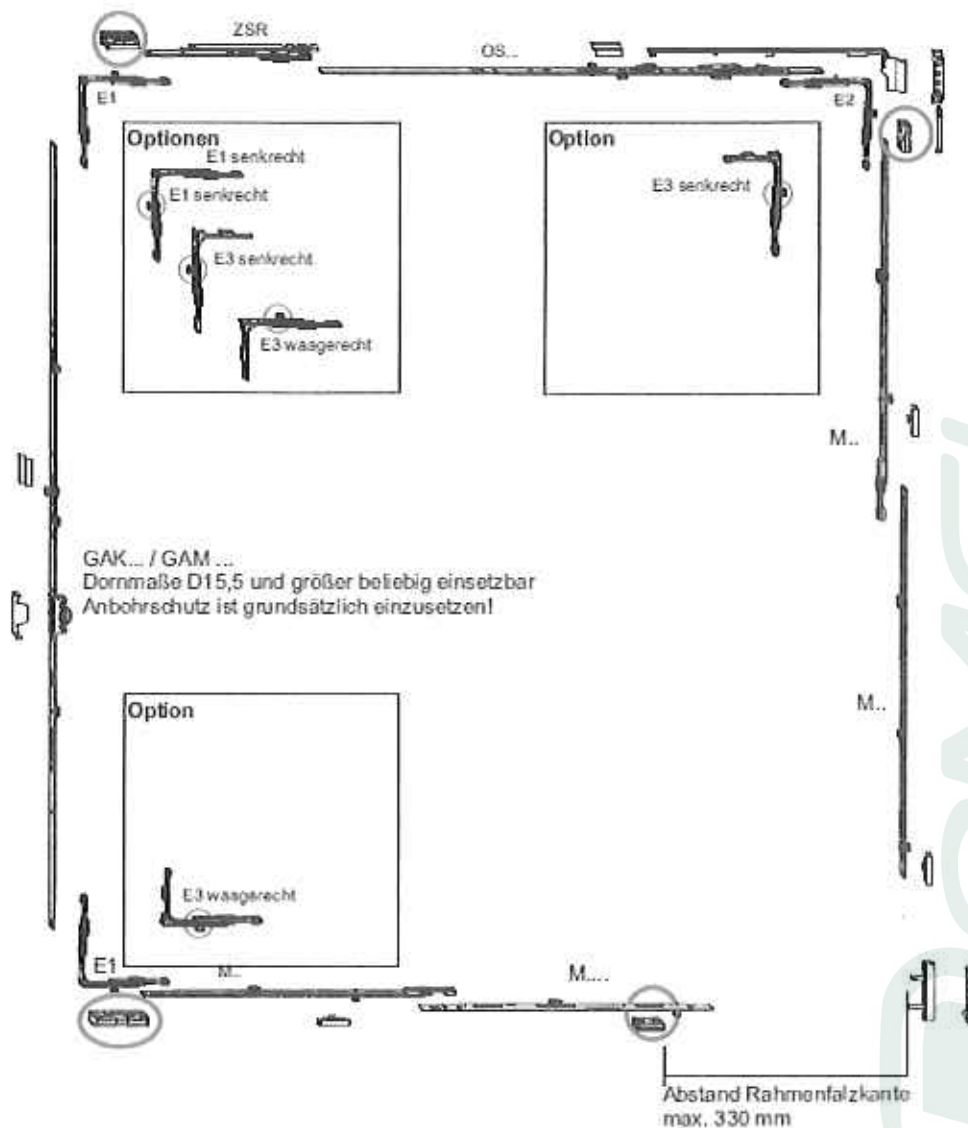 ZSR
OS...
E1
E2
Optionen
E1 senkrecht
E1 senkrecht
E3 senkrecht
E3 waagerecht
Option
E3 senkrecht
M..
GAK... / GAM ...
Dornmaße D15,5 und größer beliebig einsetzbar
Anbohrschutz ist grundsätzlich einzusetzen!
M..
Option
E3 waagerecht
E1
M..
M....
Abstand Rahmenfalzkante
max. 330 mm